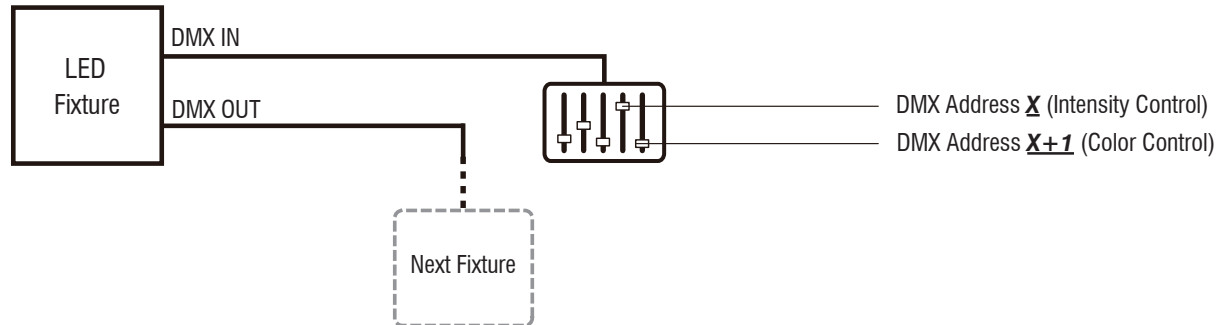 DMX IN
LED
Fixture
DMX OUT
DMX Address X (Intensity Control)
DMX Address X+1 (Color Control)
Next Fixture